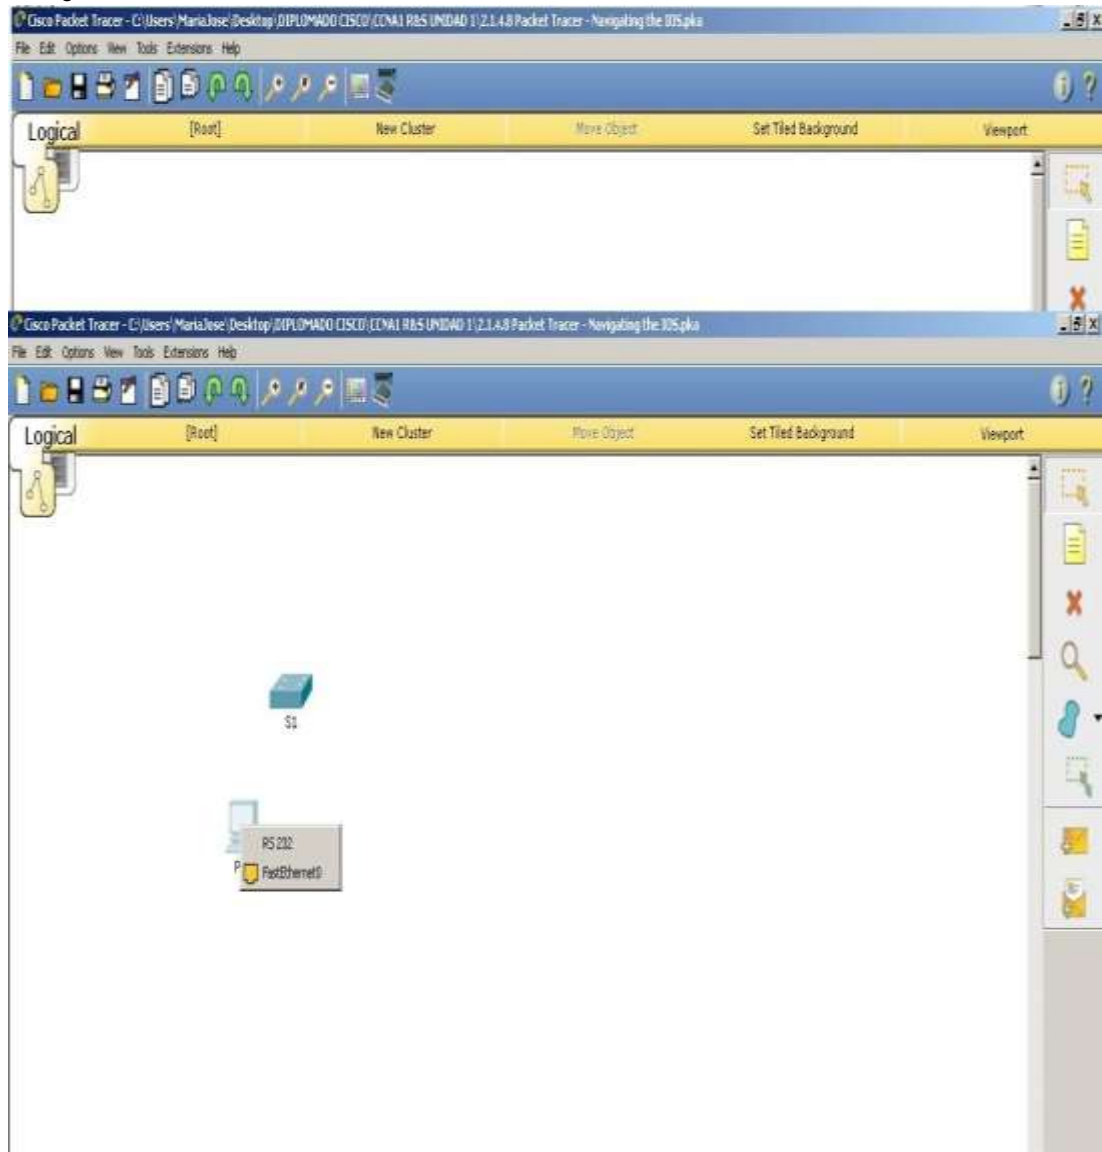 Cisco Packet Tracer - C:\Users\MariaJose\Desktop\DIPLOMADO CISCO\CCNA1 R&S UNIDAD 1\2.1.4.8 Packet Tracer - Navigating the IOS.pka
File Edit Options View Tools Extensions Help
Logical [Root] New Cluster Move Object Set Tiled Background Viewport
Cisco Packet Tracer - C:\Users\MariaJose\Desktop\DIPLOMADO CISCO\CCNA1 R&S UNIDAD 1\2.1.4.8 Packet Tracer - Navigating the IOS.pka
File Edit Options View Tools Extensions Help
Logical [Root] New Cluster Move Object Set Tiled Background Viewport
S1
RS 232
P
FastEthernet0